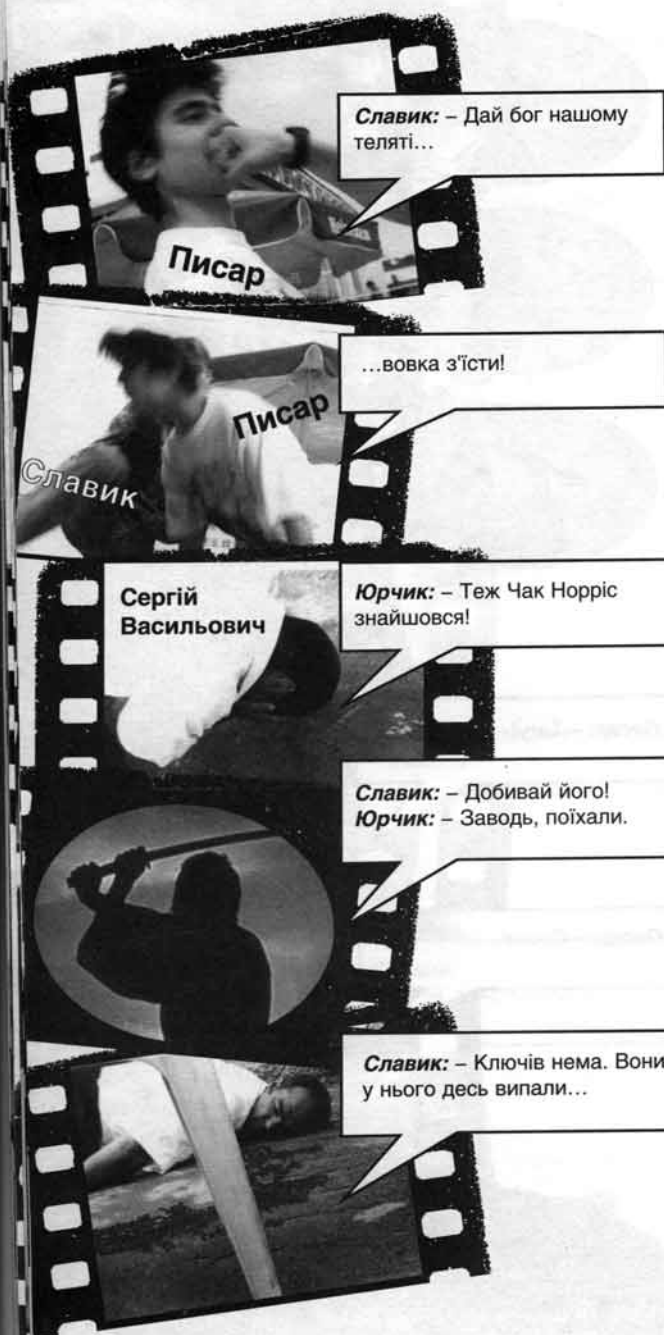 Славик: – Дай бог нашому
теляті…
Писар
…вовка з'їсти!
Писар
Славик
Сергій
Васильович
Юрчик: – Теж Чак Норріс
знайшовся!
Славик: – Добивай його!
Юрчик: – Заводь, поїхали.
Славик: – Ключів нема. Вони
у нього десь випали…